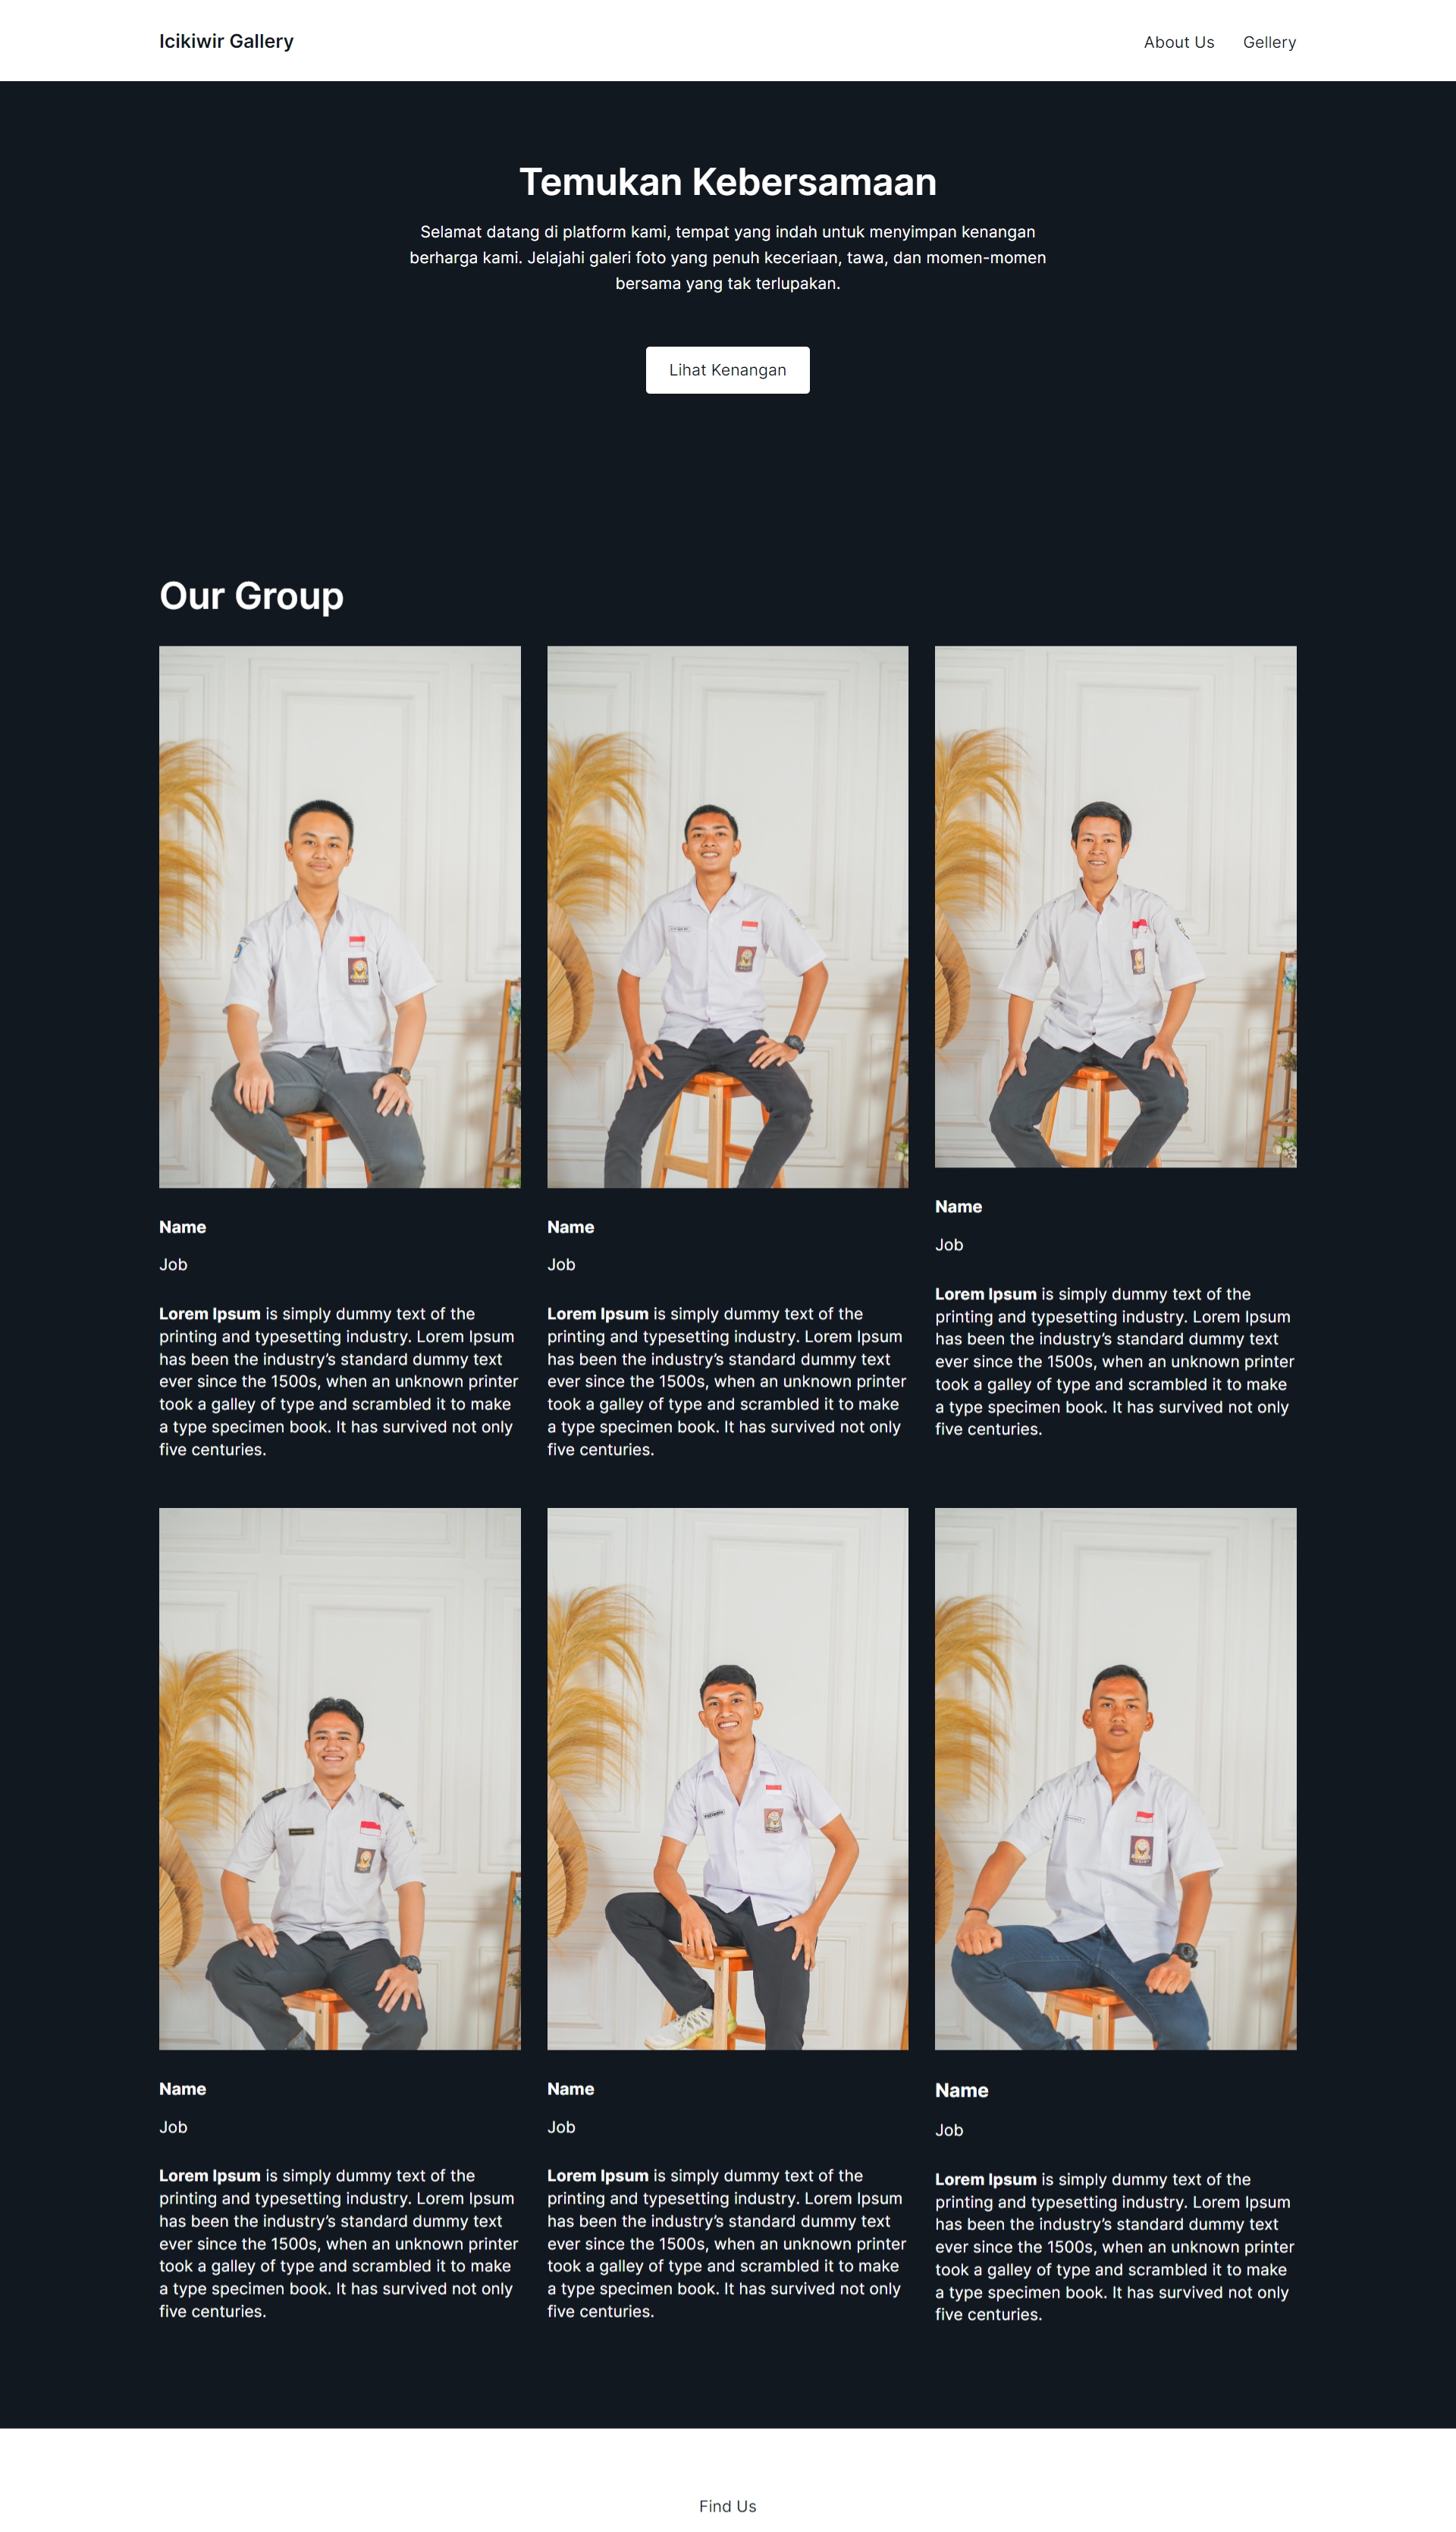 Icikiwir Gallery
About Us
Gellery
Temukan Kebersamaan
Selamat datang di platform kami, tempat yang indah untuk menyimpan kenangan
berharga kami. Jelajahi galeri foto yang penuh keceriaan, tawa, dan momen-momen
bersama yang tak terlupakan.
Lihat Kenangan
Our Group
Name
Job
Lorem Ipsum is simply dummy text of the
printing and typesetting industry. Lorem Ipsum
has been the industry’s standard dummy text
ever since the 1500s, when an unknown printer
took a galley of type and scrambled it to make
a type specimen book. It has survived not only
five centuries.
Name
Job
Lorem Ipsum is simply dummy text of the
printing and typesetting industry. Lorem Ipsum
has been the industry’s standard dummy text
ever since the 1500s, when an unknown printer
took a galley of type and scrambled it to make
a type specimen book. It has survived not only
five centuries.
Name
Job
Lorem Ipsum is simply dummy text of the
printing and typesetting industry. Lorem Ipsum
has been the industry’s standard dummy text
ever since the 1500s, when an unknown printer
took a galley of type and scrambled it to make
a type specimen book. It has survived not only
five centuries.
Name
Job
Lorem Ipsum is simply dummy text of the
printing and typesetting industry. Lorem Ipsum
has been the industry’s standard dummy text
ever since the 1500s, when an unknown printer
took a galley of type and scrambled it to make
a type specimen book. It has survived not only
five centuries.
Name
Job
Lorem Ipsum is simply dummy text of the
printing and typesetting industry. Lorem Ipsum
has been the industry’s standard dummy text
ever since the 1500s, when an unknown printer
took a galley of type and scrambled it to make
a type specimen book. It has survived not only
five centuries.
Name
Job
Lorem Ipsum is simply dummy text of the
printing and typesetting industry. Lorem Ipsum
has been the industry’s standard dummy text
ever since the 1500s, when an unknown printer
took a galley of type and scrambled it to make
a type specimen book. It has survived not only
five centuries.
Find Us